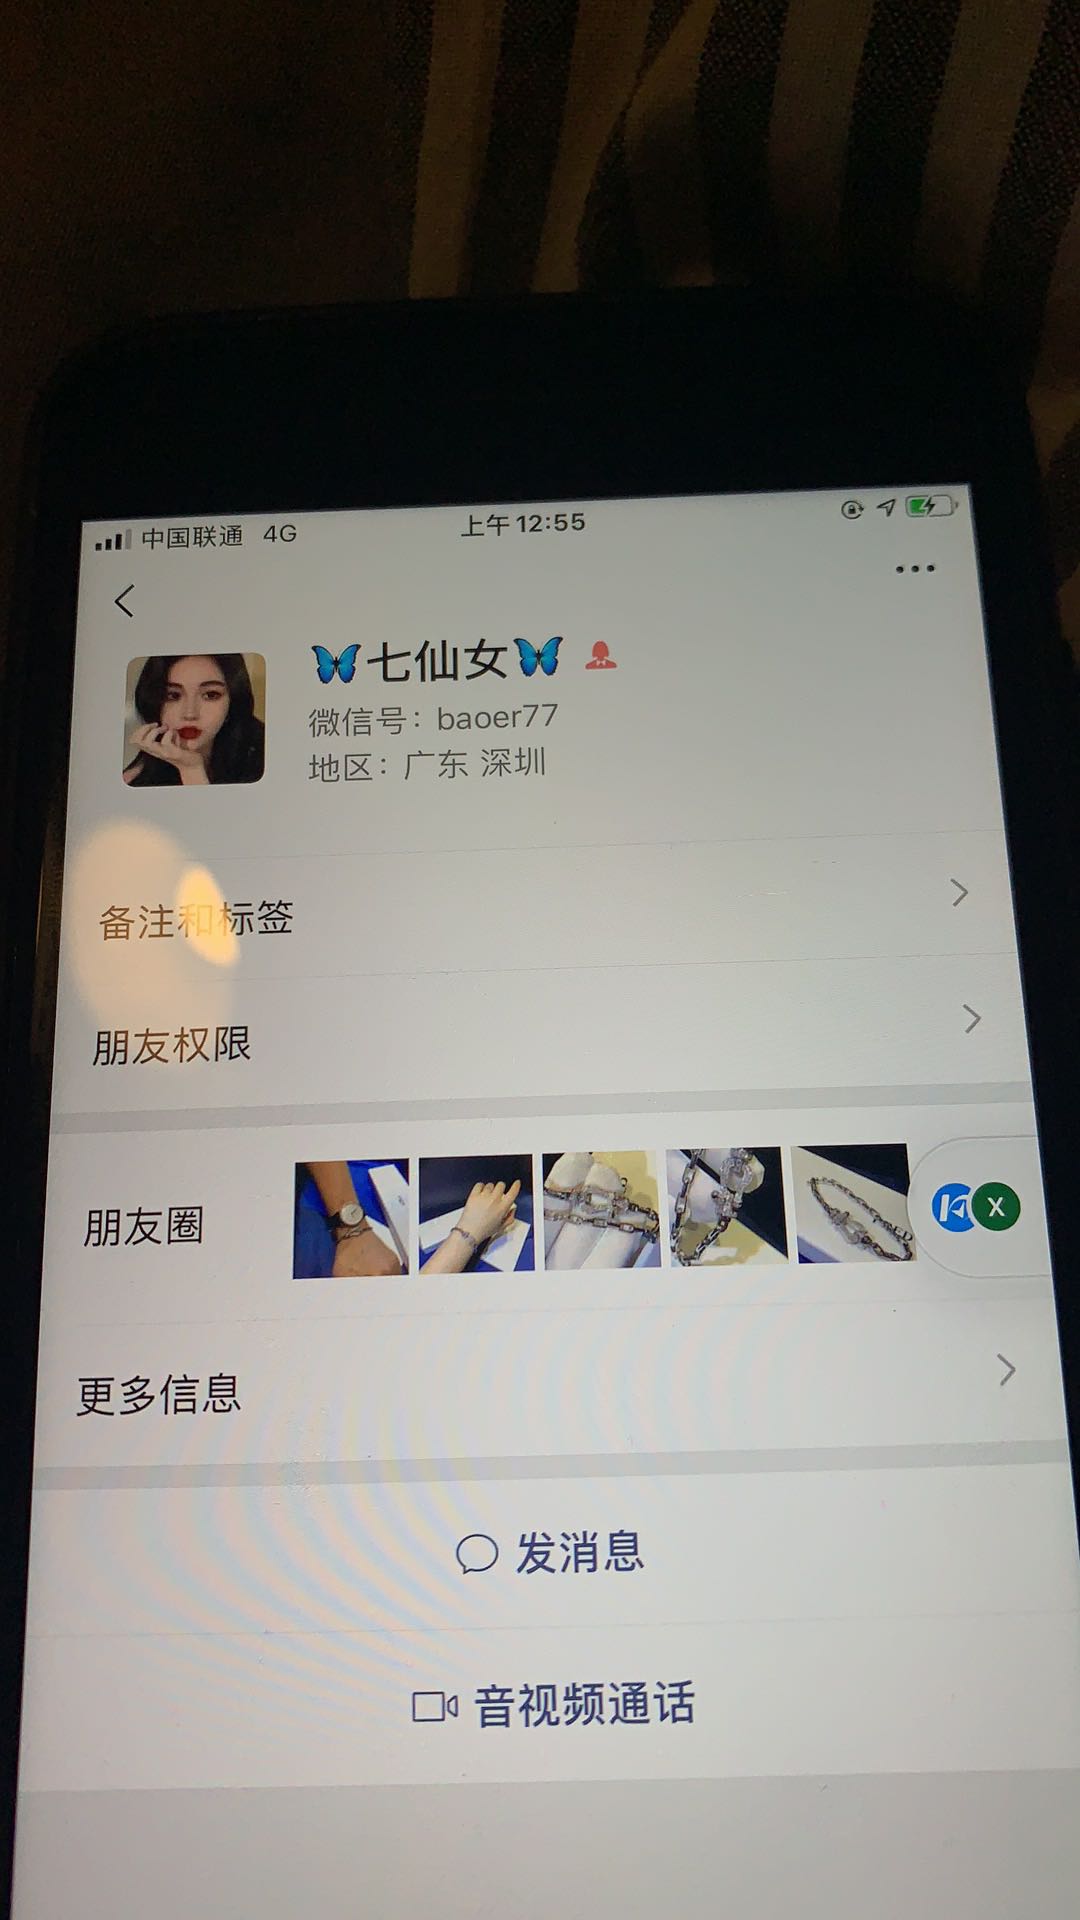 中国联通 4G 上午12:55
🦋七仙女🦋
微信号：baoer77
地区：广东 深圳
备注和标签
朋友权限
朋友圈
X
更多信息
发消息
音视频通话